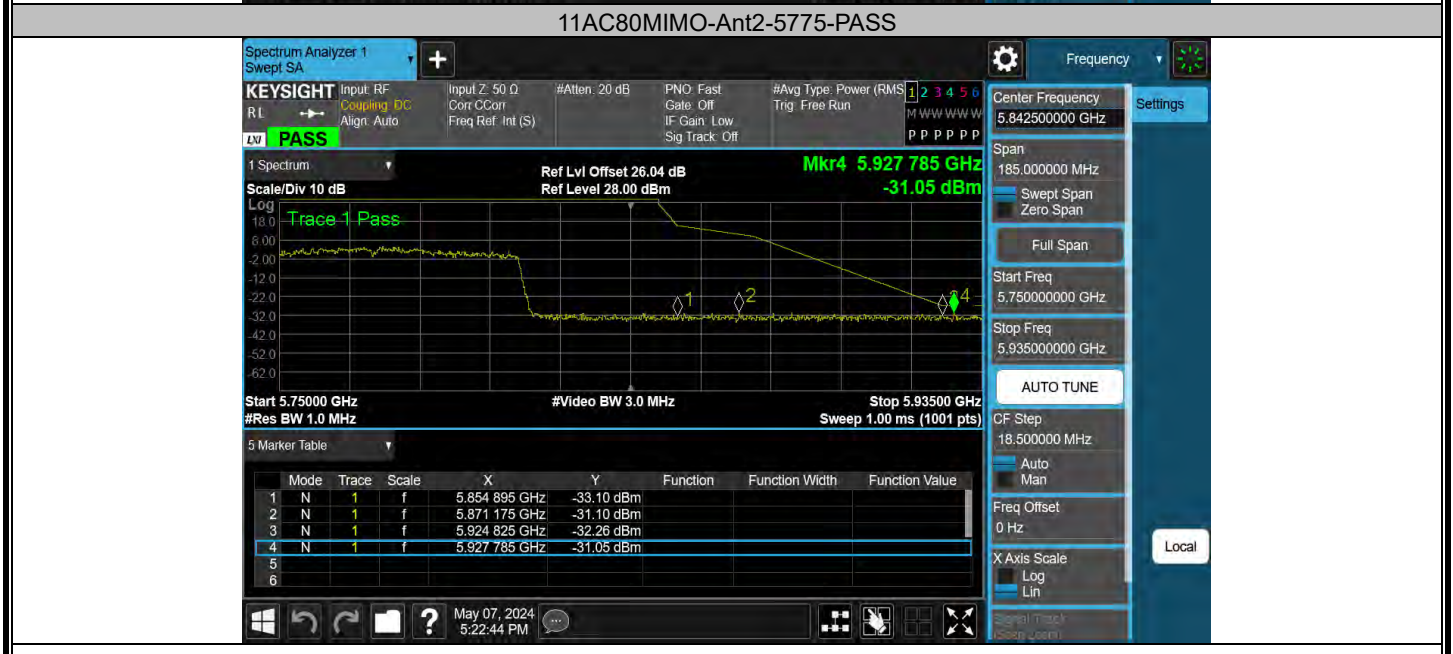 11AC80MIMO-Ant2-5775-PASS
Spectrum Analyzer 1
Swept SA
+
Frequency
KEYSIGHT
RL
LXI
PASS
Input: RF
Coupling: DC
Align: Auto
Input Z: 50 Ω
Corr CCorr
Freq Ref: Int (S)
#Atten: 20 dB
PNO: Fast
Gate: Off
IF Gain: Low
Sig Track: Off
#Avg Type: Power (RMS
Trig: Free Run
1 2 3 4 5 6
M W W W W W
P P P P P P
Center Frequency
5.842500000 GHz
Settings
Span
185.000000 MHz
Swept Span
Zero Span
Full Span
Start Freq
5.750000000 GHz
Stop Freq
5.935000000 GHz
AUTO TUNE
CF Step
18.500000 MHz
Auto
Man
Freq Offset
0 Hz
X Axis Scale
Log
Lin
Signal Track
(Span Zoom)
Local
1 Spectrum
Scale/Div 10 dB
Ref Lvl Offset 26.04 dB
Ref Level 28.00 dBm
Mkr4 5.927 785 GHz
-31.05 dBm
Log
Trace 1 Pass
18.0
8.00
-2.00
-12.0
-22.0
-32.0
-42.0
-52.0
-62.0
1
2
4
Start 5.75000 GHz
#Res BW 1.0 MHz
#Video BW 3.0 MHz
Stop 5.93500 GHz
Sweep 1.00 ms (1001 pts)
5 Marker Table
Mode Trace Scale X Y Function Function Width Function Value
1 N 1 f 5.854 895 GHz -33.10 dBm
2 N 1 f 5.871 175 GHz -31.10 dBm
3 N 1 f 5.924 825 GHz -32.26 dBm
4 N 1 f 5.927 785 GHz -31.05 dBm
5
6
?
May 07, 2024
5:22:44 PM